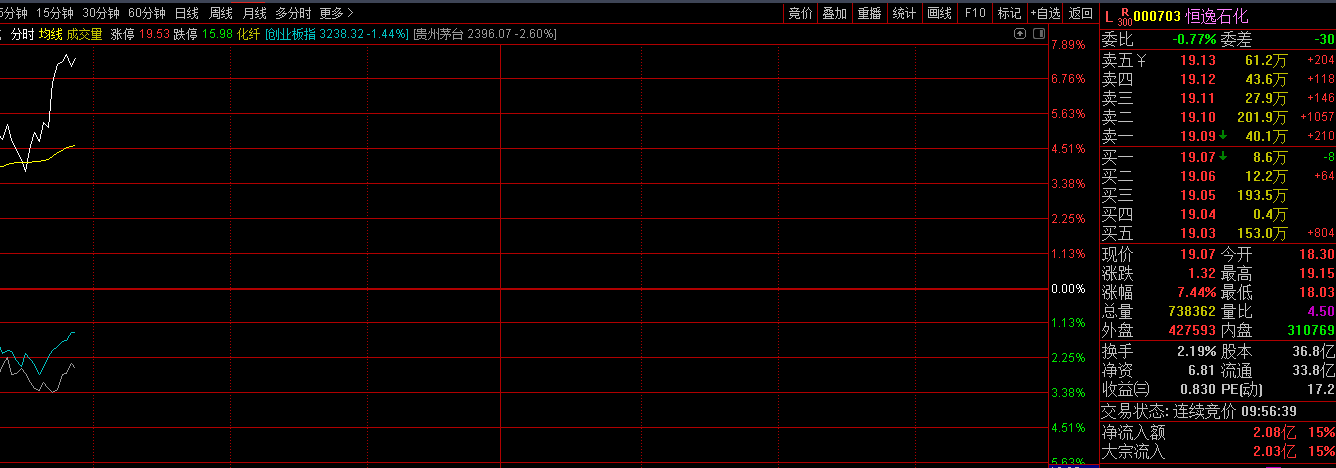 5分钟 15分钟 30分钟 60分钟 日线 周线 月线 多分时 更多 > 竞价 叠加 重播 统计 画线 F10 标记 +自选 返回
分时 均线 成交量 涨停 19.53 跌停 15.98 化纤 [创业板指 3238.32 -1.44%] [贵州茅台 2396.07 -2.60%]
7.89%
6.76%
5.63%
4.51%
3.38%
2.25%
1.13%
0.00%
1.13%
2.25%
3.38%
4.51%
5.63%
L R 300 000703 恒逸石化
委比 -0.77% 委差 -30
卖五 ¥ 19.13 61.2万 +204
卖四 19.12 43.6万 +118
卖三 19.11 27.9万 +146
卖二 19.10 201.9万 +1057
卖一 19.09 40.1万 +210
买一 19.07 8.6万 -8
买二 19.06 12.2万 +64
买三 19.05 193.5万
买四 19.04 0.4万
买五 19.03 153.0万 +804
现价 19.07 今开 18.30
涨跌 1.32 最高 19.15
涨幅 7.44% 最低 18.03
总量 738362 量比 4.50
外盘 427593 内盘 310769
换手 2.19% 股本 36.8亿
净资 6.81 流通 33.8亿
收益㈢ 0.830 PE(动) 17.2
交易状态: 连续竞价 09:56:39
净流入额 2.08亿 15%
大宗流入 2.03亿 15%